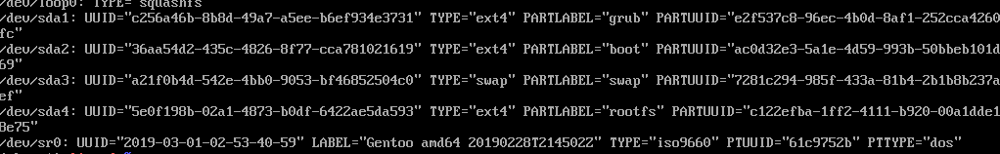 /dev/loop0: TYPE="squashfs"
/dev/sda1: UUID="c256a46b-8b8d-49a7-a5ee-b6ef934e3731" TYPE="ext4" PARTLABEL="grub" PARTUUID="e2f537c8-96ec-4b0d-8af1-252cca4260
fc"
/dev/sda2: UUID="36aa54d2-435c-4826-8f77-cca781021619" TYPE="ext4" PARTLABEL="boot" PARTUUID="ac0d32e3-5a1e-4d59-993b-50bbeb101d
69"
/dev/sda3: UUID="a21f0b4d-542e-4bb0-9053-bf46852504c0" TYPE="swap" PARTLABEL="swap" PARTUUID="7281c294-985f-433a-81b4-2b1b8b237a
ef"
/dev/sda4: UUID="5e0f198b-02a1-4873-b0df-6422ae5da593" TYPE="ext4" PARTLABEL="rootfs" PARTUUID="c122efba-1ff2-4111-b920-00a1dde1
8e75"
/dev/sr0: UUID="2019-03-01-02-53-40-59" LABEL="Gentoo amd64 20190228T214502Z" TYPE="iso9660" PTUUID="61c9752b" PTTYPE="dos"